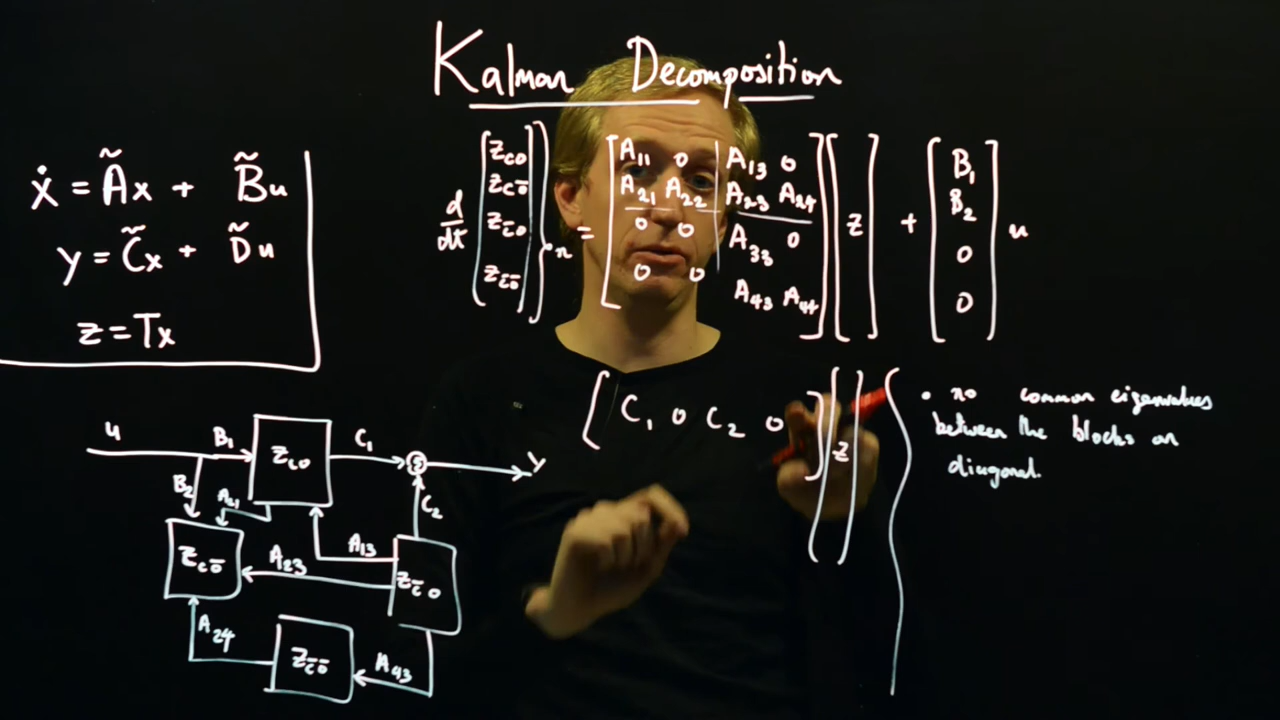 Kalman Decomposition
ẋ = Ãx + B̃u
y = C̃x + D̃u
z = Tx
d/dt [z_co z_cō z_c̄o z_c̄ō] } n = [A₁₁ 0 A₁₃ 0
A₂₁ A₂₂ A₂₃ A₂₄
0 0 A₃₃ 0
0 0 A₄₃ A₄₄] [z] + [B₁ B₂ 0 0] u
[C₁ 0 C₂ 0] [z]
• no common eigenvalues
between the blocks on
diagonal.
u B₁ z_co C₁ y
B₂ A₂₁ C₂
z_cō A₂₃ A₁₃ z_c̄o
A₂₄ z_c̄ō A₄₃